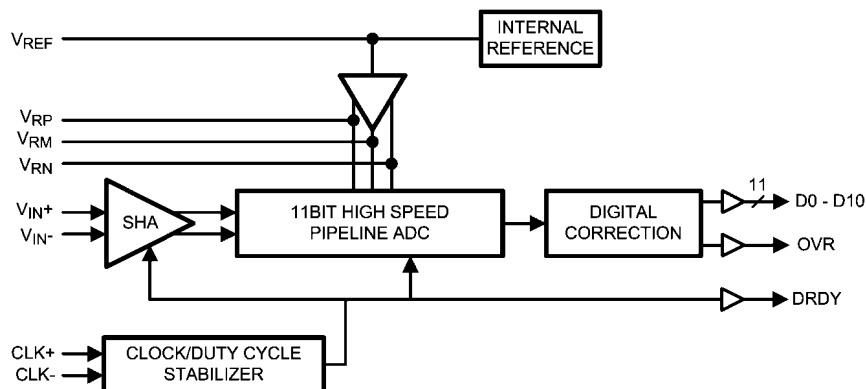 INTERNAL
REFERENCE
VREF
VRP
VRM
VRN
VIN+
VIN-
SHA
11BIT HIGH SPEED
PIPELINE ADC
DIGITAL
CORRECTION
11
D0 - D10
OVR
DRDY
CLK+
CLK-
CLOCK/DUTY CYCLE
STABILIZER